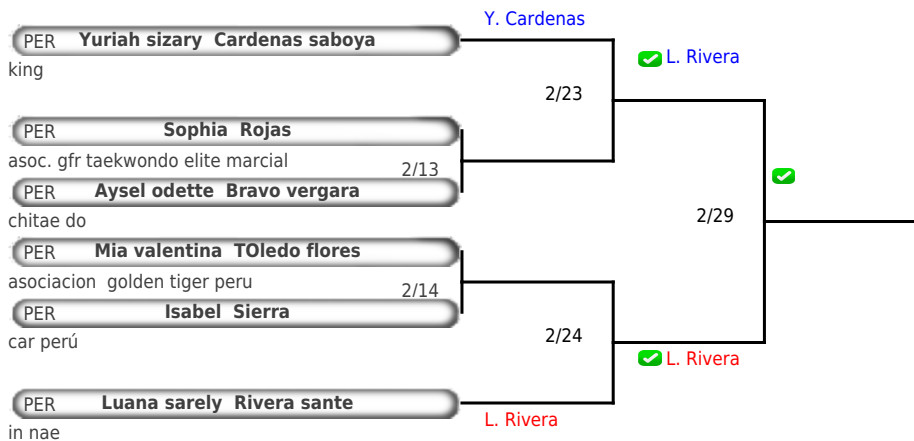 Y. Cardenas
PER Yuriah sizary Cardenas saboya
king
L. Rivera
2/23
PER Sophia Rojas
asoc. gfr taekwondo elite marcial
2/13
PER Aysel odette Bravo vergara
chitae do
2/29
PER Mia valentina TOledo flores
asociacion golden tiger peru
2/14
PER Isabel Sierra
car perú
2/24
L. Rivera
PER Luana sarely Rivera sante
L. Rivera
in nae